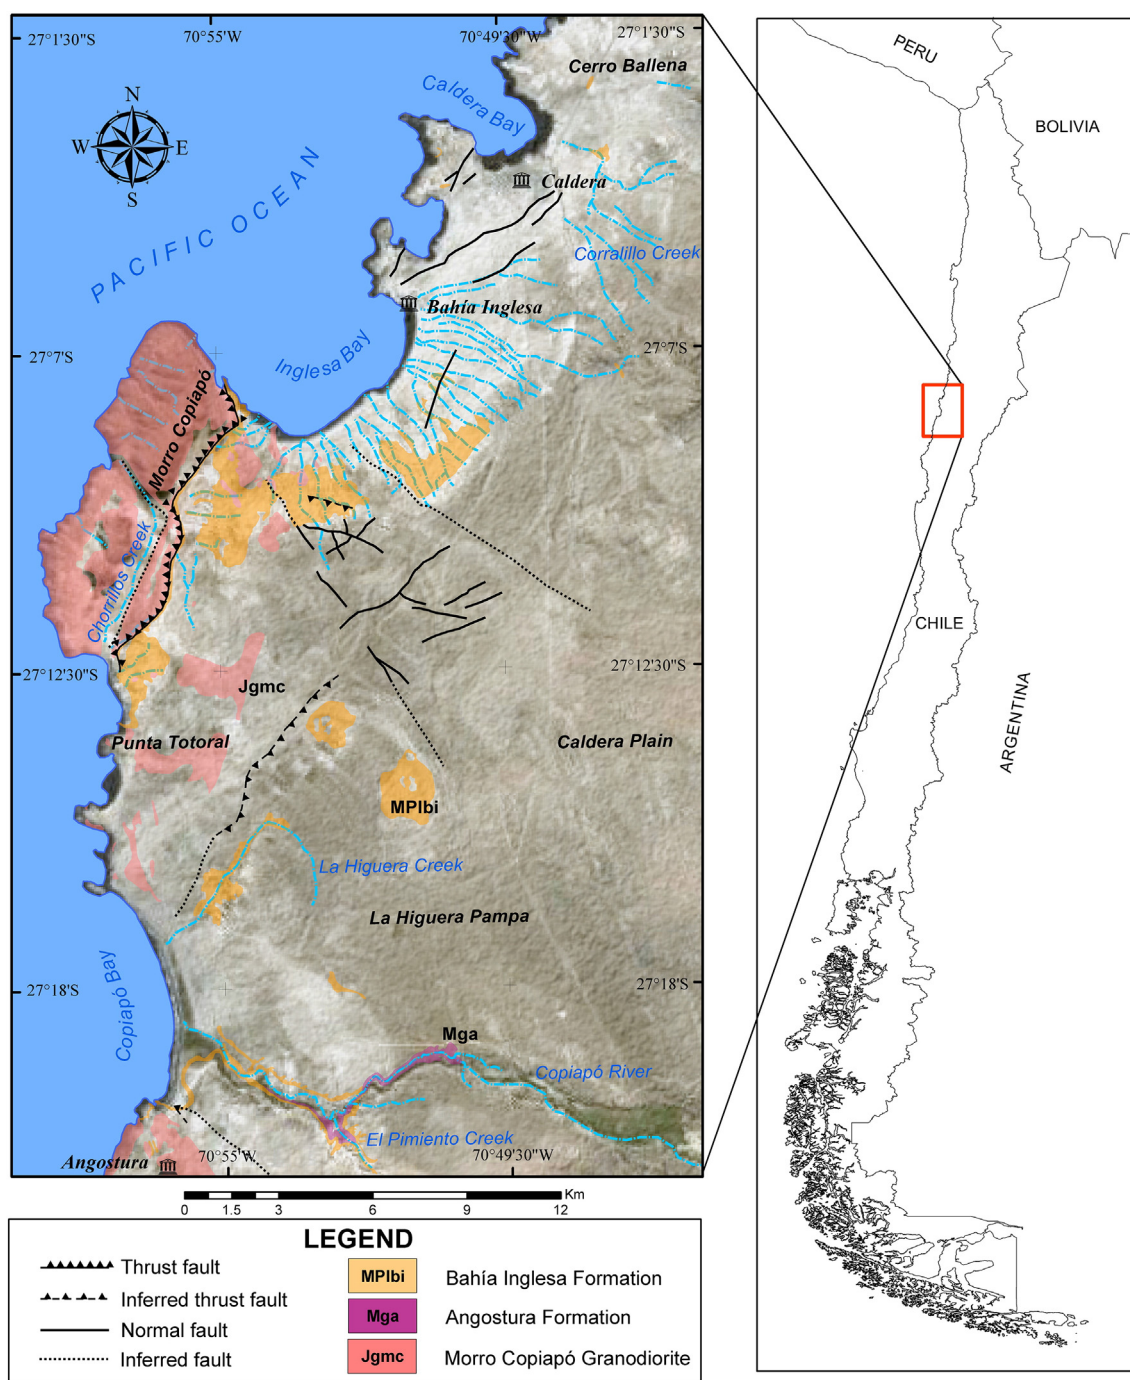 27°1'30"S
70°55'W
70°49'30"W
27°1'30"S
Cerro Ballena
Caldera Bay
N
W
E
S
Caldera
PACIFIC OCEAN
Corralillo Creek
Bahía Inglesa
Inglesa Bay
27°7'S
27°7'S
Morro Copiapó
Chorrillos Creek
27°12'30"S
27°12'30"S
Jgmc
Punta Totoral
Caldera Plain
MPlbi
La Higuera Creek
La Higuera Pampa
Copiapó Bay
27°18'S
27°18'S
Mga
Copiapó River
El Pimiento Creek
Angostura
70°55'W
70°49'30"W
Km
0 1.5 3 6 9 12
LEGEND
Thrust fault
Inferred thrust fault
Normal fault
Inferred fault
MPlbi Bahía Inglesa Formation
Mga Angostura Formation
Jgmc Morro Copiapó Granodiorite
PERU
BOLIVIA
CHILE
ARGENTINA